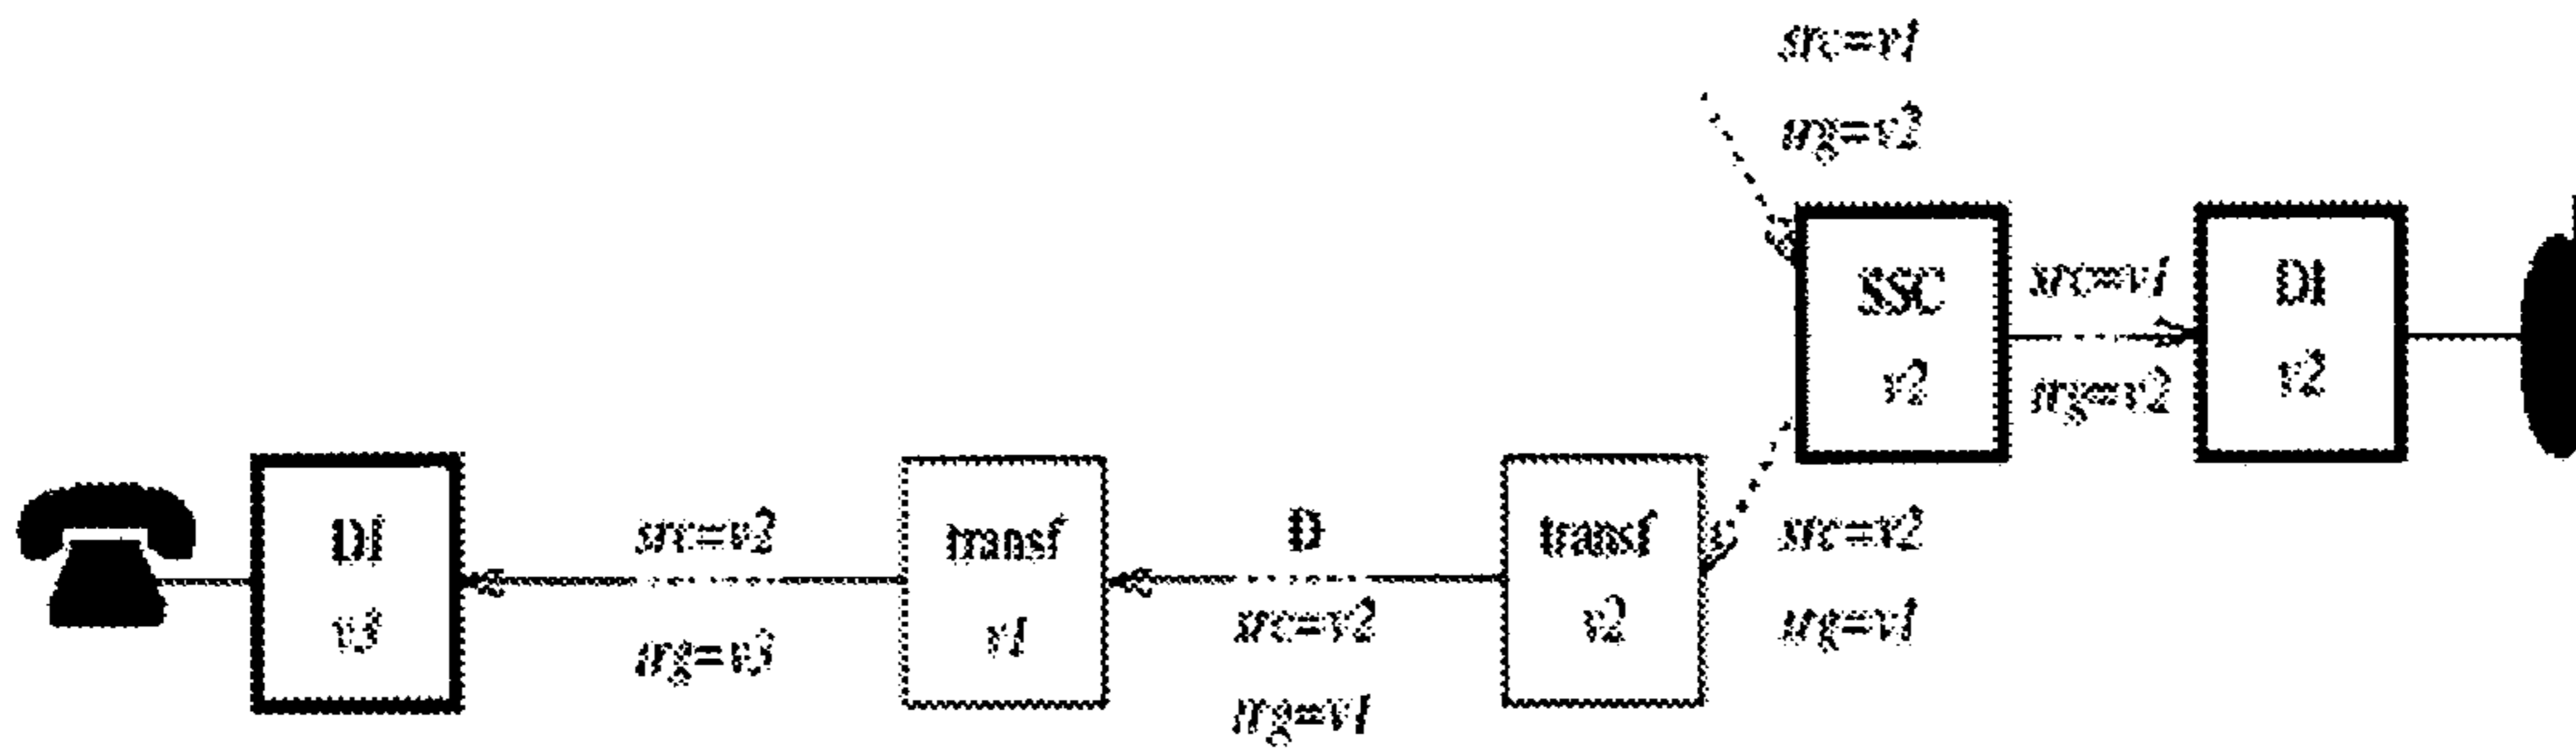 src=v1
trg=v2
SSC
v2
src=v1
trg=v2
DI
v2
DI
v3
src=v2
trg=v3
transf
v1
D
src=v2
trg=v1
transf
v2
src=v2
trg=v1